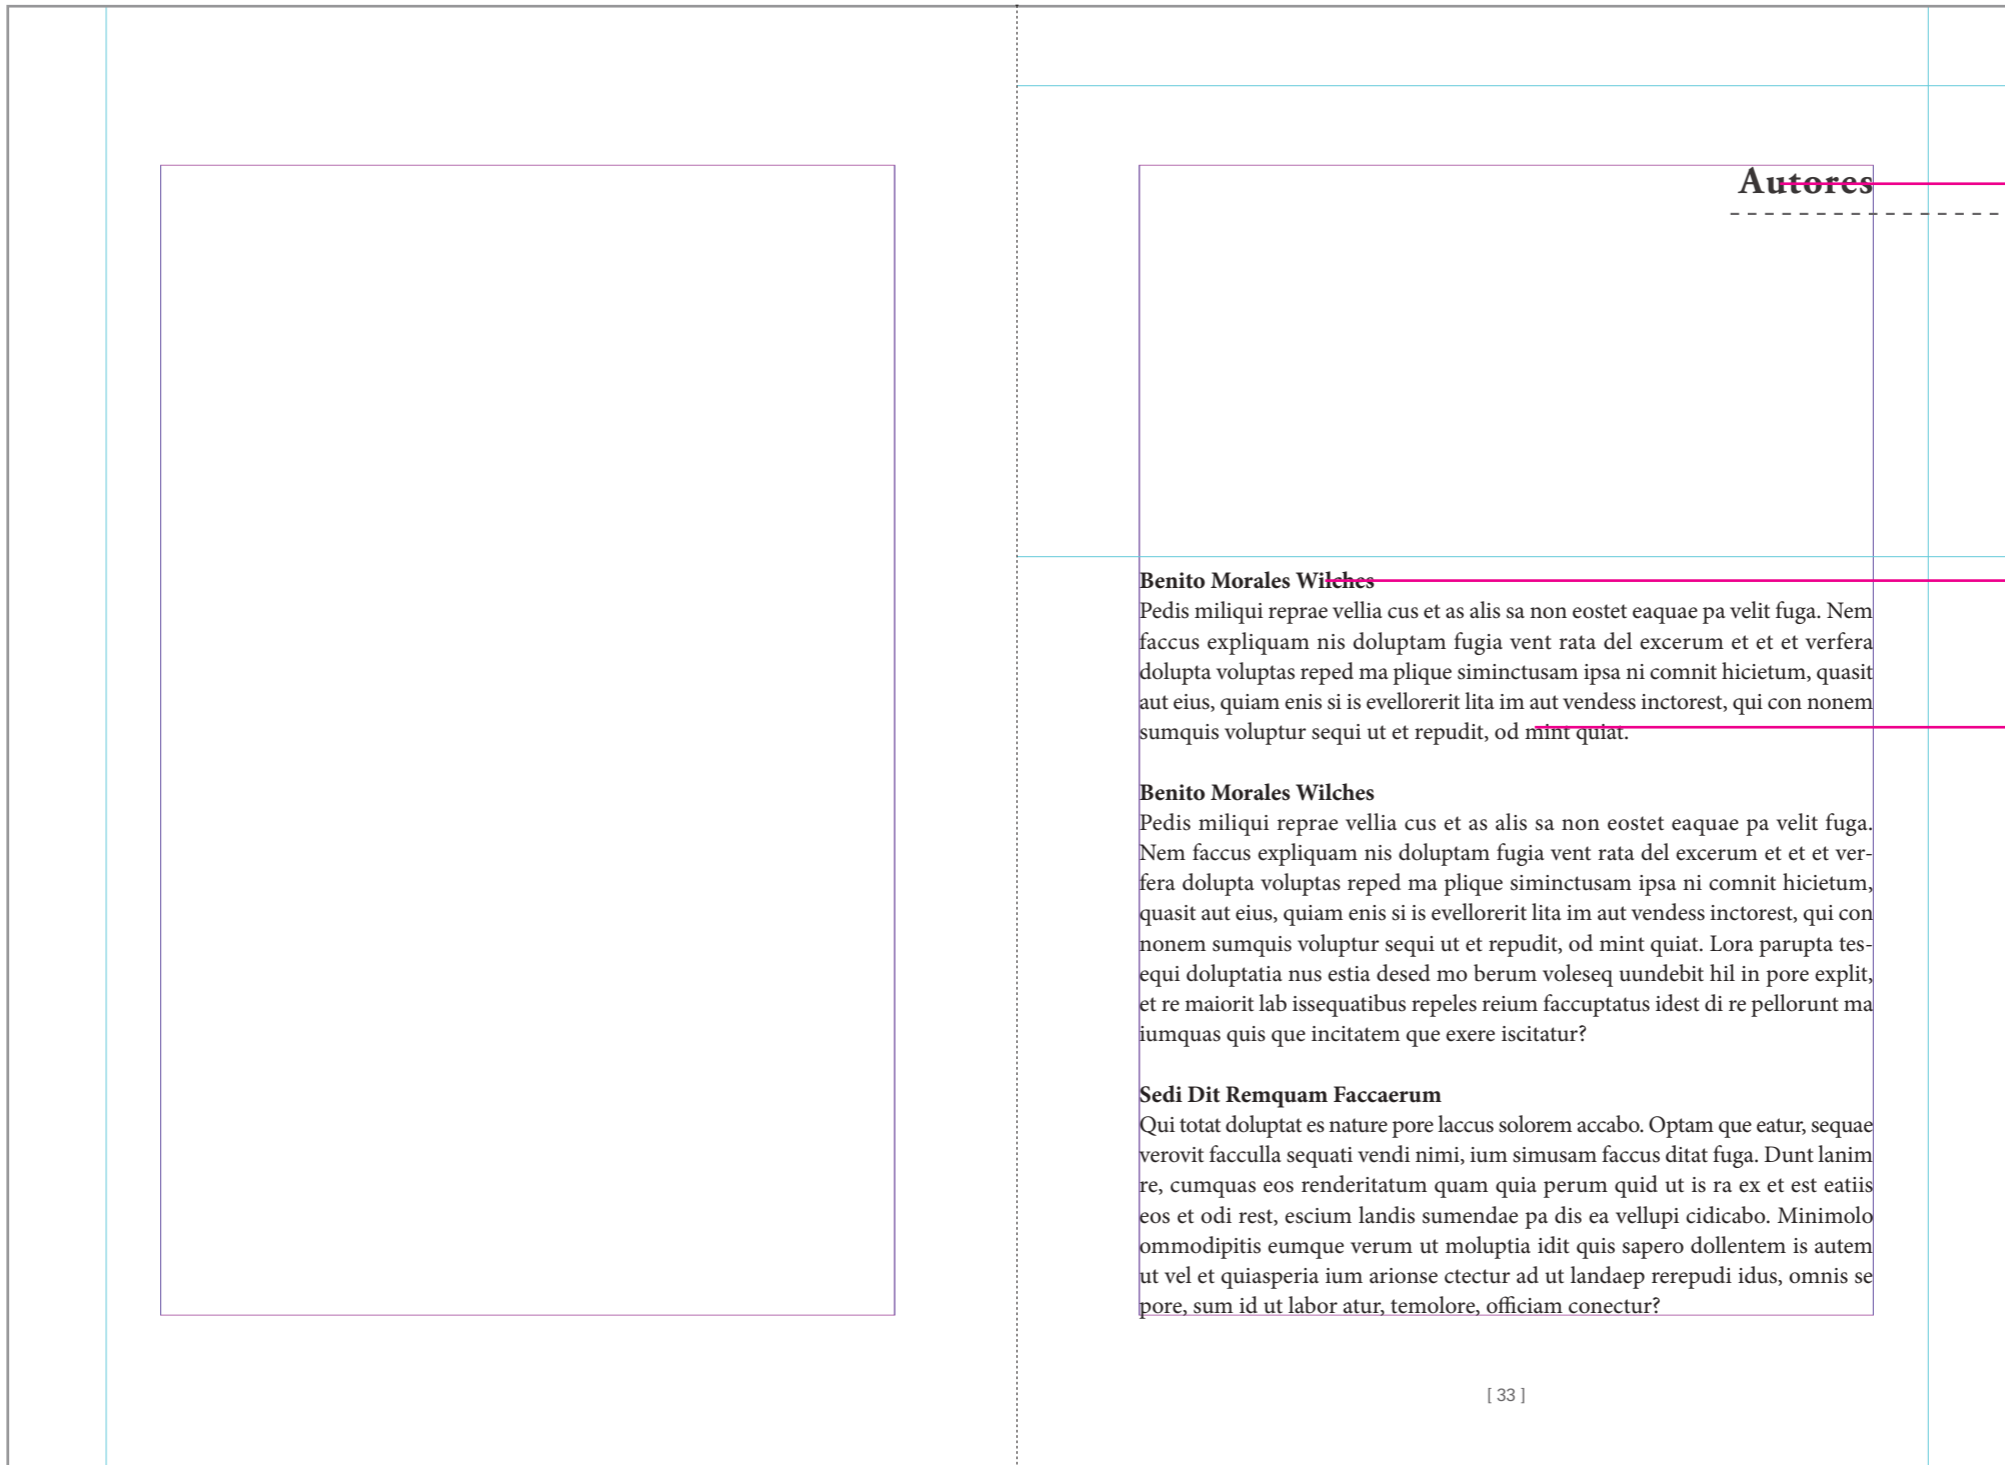 Autores
Benito Morales Wilches
Pedis miliqui reprae vellia cus et as alis sa non eostet eaquae pa velit fuga. Nem
faccus expliquam nis doluptam fugia vent rata del excerum et et et verfera
dolupta voluptas reped ma plique siminctusam ipsa ni comnit hicietum, quasit
aut eius, quiam enis si is evellorerit lita im aut vendess inctorest, qui con nonem
sumquis voluptur sequi ut et repudit, od mint quiat.
Benito Morales Wilches
Pedis miliqui reprae vellia cus et as alis sa non eostet eaquae pa velit fuga.
Nem faccus expliquam nis doluptam fugia vent rata del excerum et et et ver-
fera dolupta voluptas reped ma plique siminctusam ipsa ni comnit hicietum,
quasit aut eius, quiam enis si is evellorerit lita im aut vendess inctorest, qui con
nonem sumquis voluptur sequi ut et repudit, od mint quiat. Lora parupta tes-
equi doluptatia nus estia desed mo berum voleseq uundebit hil in pore explit,
et re maiorit lab issequatibus repeles reium faccuptatus idest di re pellorunt ma
iumquas quis que incitatem que exere iscitatur?
Sedi Dit Remquam Faccaerum
Qui totat doluptat es nature pore laccus solorem accabo. Optam que eatur, sequae
verovit facculla sequati vendi nimi, ium simusam faccus ditat fuga. Dunt lanim
re, cumquas eos renderitatum quam quia perum quid ut is ra ex et est eatiis
eos et odi rest, escium landis sumendae pa dis ea vellupi cidicabo. Minimolo
ommodipitis eumque verum ut moluptia idit quis sapero dollentem is autem
ut vel et quiasperia ium arionse ctectur ad ut landaep rerepudi idus, omnis se
pore, sum id ut labor atur, temolore, officiam conectur?
[ 33 ]